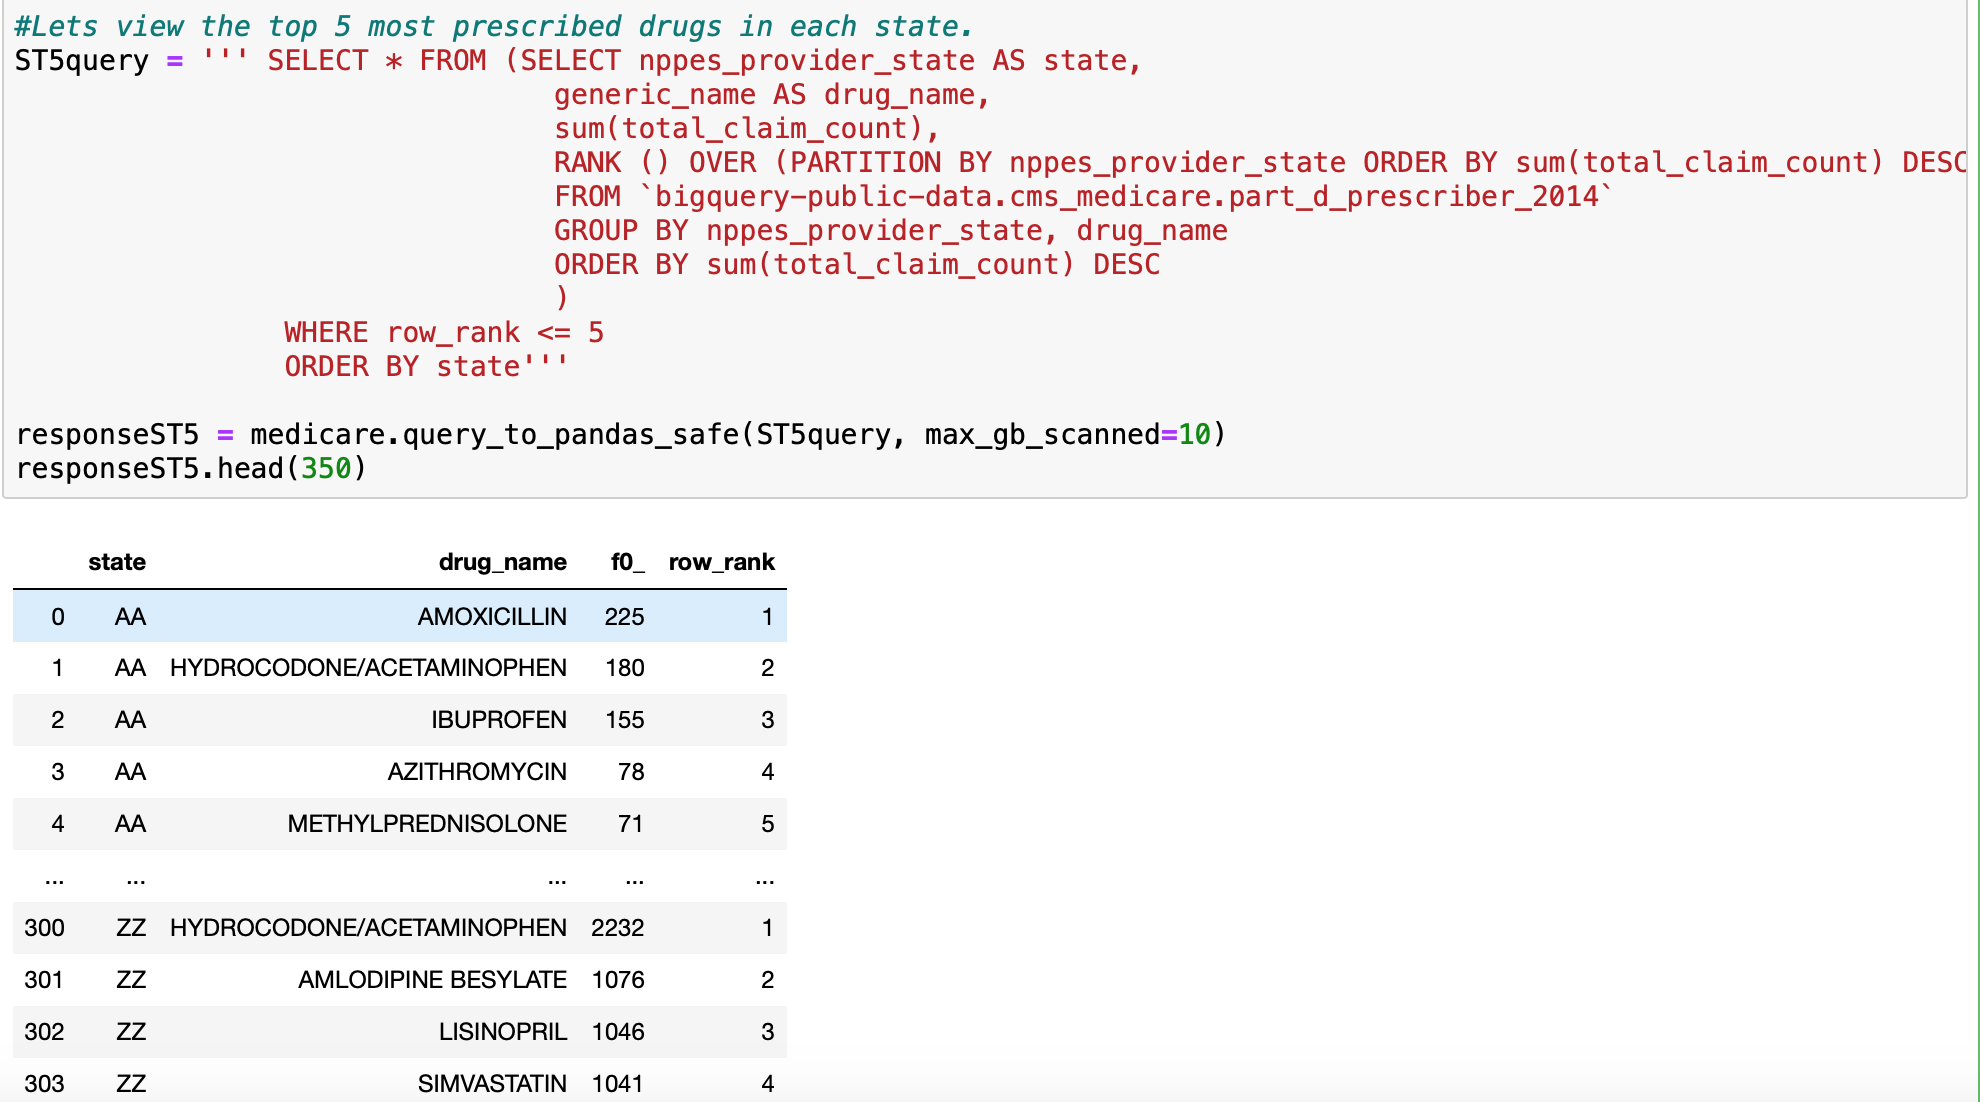 #Lets view the top 5 most prescribed drugs in each state.
ST5query = ''' SELECT * FROM (SELECT nppes_provider_state AS state,
generic_name AS drug_name,
sum(total_claim_count),
RANK () OVER (PARTITION BY nppes_provider_state ORDER BY sum(total_claim_count) DESC
FROM `bigquery-public-data.cms_medicare.part_d_prescriber_2014`
GROUP BY nppes_provider_state, drug_name
ORDER BY sum(total_claim_count) DESC
)
WHERE row_rank <= 5
ORDER BY state'''
responseST5 = medicare.query_to_pandas_safe(ST5query, max_gb_scanned=10)
responseST5.head(350)
state drug_name f0_ row_rank
0 AA AMOXICILLIN 225 1
1 AA HYDROCODONE/ACETAMINOPHEN 180 2
2 AA IBUPROFEN 155 3
3 AA AZITHROMYCIN 78 4
4 AA METHYLPREDNISOLONE 71 5
... ... ... ... ...
300 ZZ HYDROCODONE/ACETAMINOPHEN 2232 1
301 ZZ AMLODIPINE BESYLATE 1076 2
302 ZZ LISINOPRIL 1046 3
303 ZZ SIMVASTATIN 1041 4